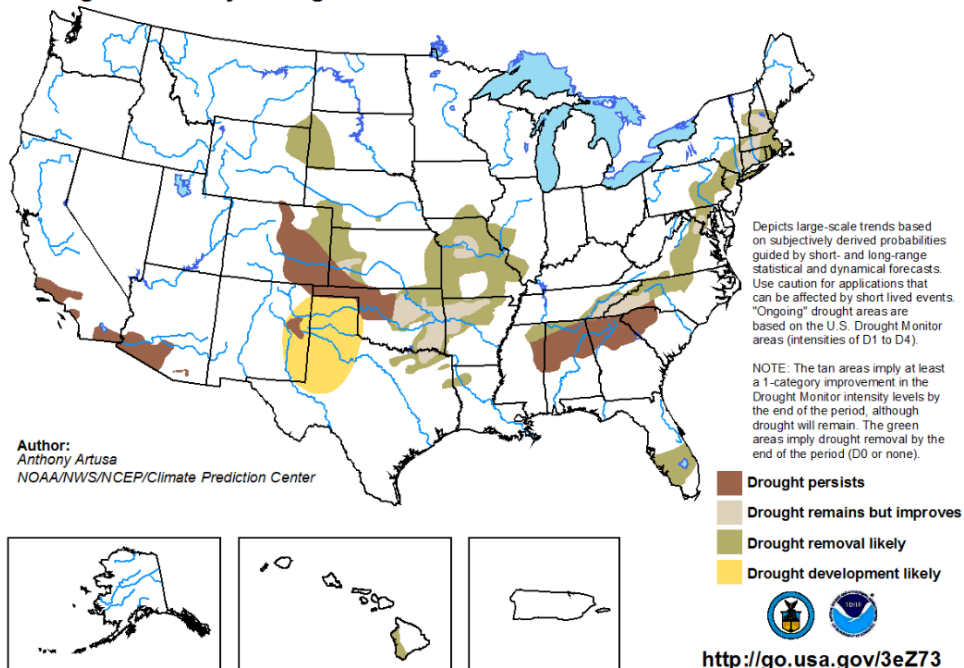 Depicts large-scale trends based
on subjectively derived probabilities
guided by short- and long-range
statistical and dynamical forecasts.
Use caution for applications that
can be affected by short lived events.
"Ongoing" drought areas are
based on the U.S. Drought Monitor
areas (intensities of D1 to D4).
NOTE: The tan areas imply at least
a 1-category improvement in the
Drought Monitor intensity levels by
the end of the period, although
drought will remain. The green
areas imply drought removal by the
end of the period (D0 or none).
Author:
Anthony Artusa
NOAA/NWS/NCEP/Climate Prediction Center
Drought persists
Drought remains but improves
Drought removal likely
Drought development likely
http://go.usa.gov/3eZ73